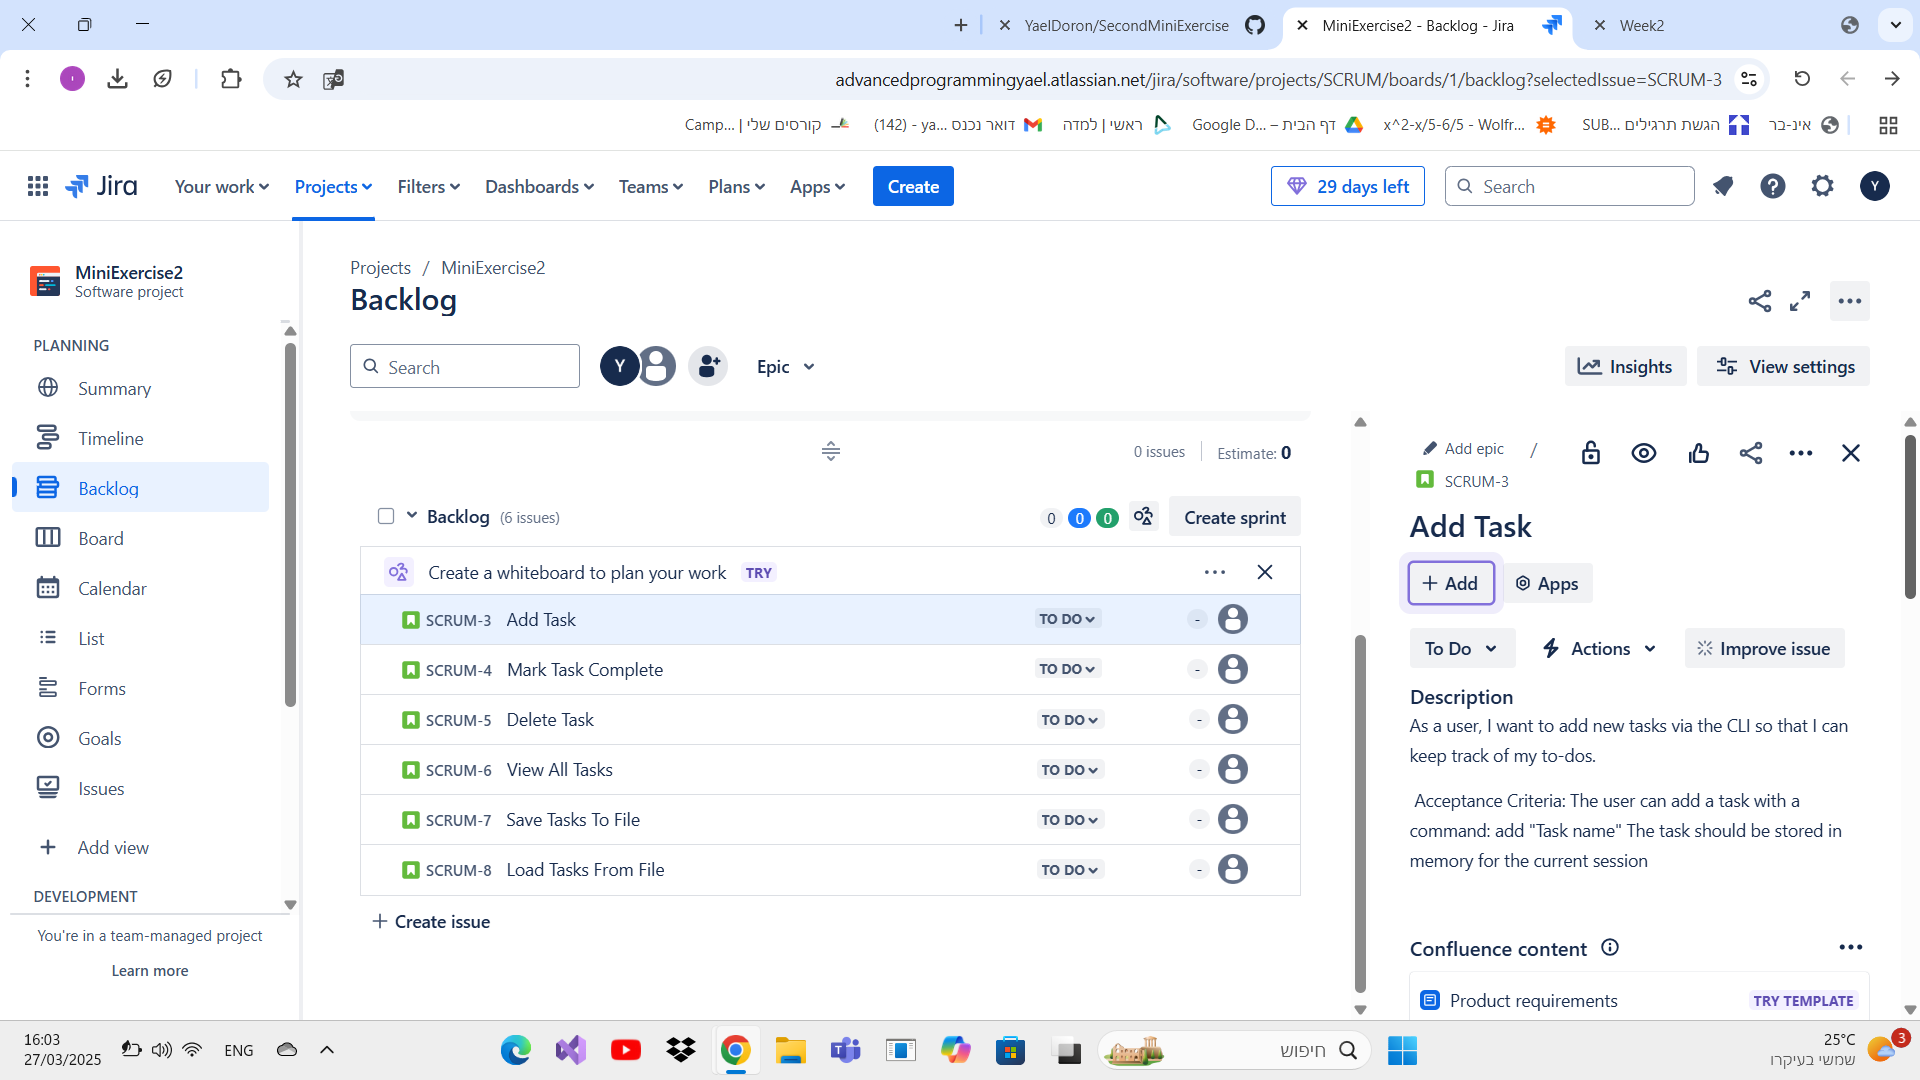 YaelDoron/SecondMiniExercise
MiniExercise2 - Backlog - Jira
Week2
advancedprogrammingyael.atlassian.net/jira/software/projects/SCRUM/boards/1/backlog?selectedIssue=SCRUM-3
Camp... | קורסים שלי
(142) - ya... דואר נכנס
ראשי | למדה
Google D... – דף הבית
x^2-x/5-6/5 - Wolfr...
SUB... הגשת תרגילים
אינ-בר
Jira
Your work
Projects
Filters
Dashboards
Teams
Plans
Apps
Create
29 days left
Search
Y
MiniExercise2
Software project
PLANNING
Summary
Timeline
Backlog
Board
Calendar
List
Forms
Goals
Issues
Add view
DEVELOPMENT
You're in a team-managed project
Learn more
Projects / MiniExercise2
Backlog
Search
Y
Epic
Insights
View settings
0 issues
Estimate: 0
Backlog (6 issues)
0 0 0
Create sprint
Create a whiteboard to plan your work TRY
SCRUM-3 Add Task TO DO -
SCRUM-4 Mark Task Complete TO DO -
SCRUM-5 Delete Task TO DO -
SCRUM-6 View All Tasks TO DO -
SCRUM-7 Save Tasks To File TO DO -
SCRUM-8 Load Tasks From File TO DO -
+ Create issue
Add epic /
SCRUM-3
Add Task
+ Add
Apps
To Do
Actions
Improve issue
Description
As a user, I want to add new tasks via the CLI so that I can
keep track of my to-dos.
Acceptance Criteria: The user can add a task with a
command: add "Task name" The task should be stored in
memory for the current session
Confluence content
Product requirements TRY TEMPLATE
16:03
27/03/2025
ENG
חיפוש
25°C
שמשי בעיקרו
3